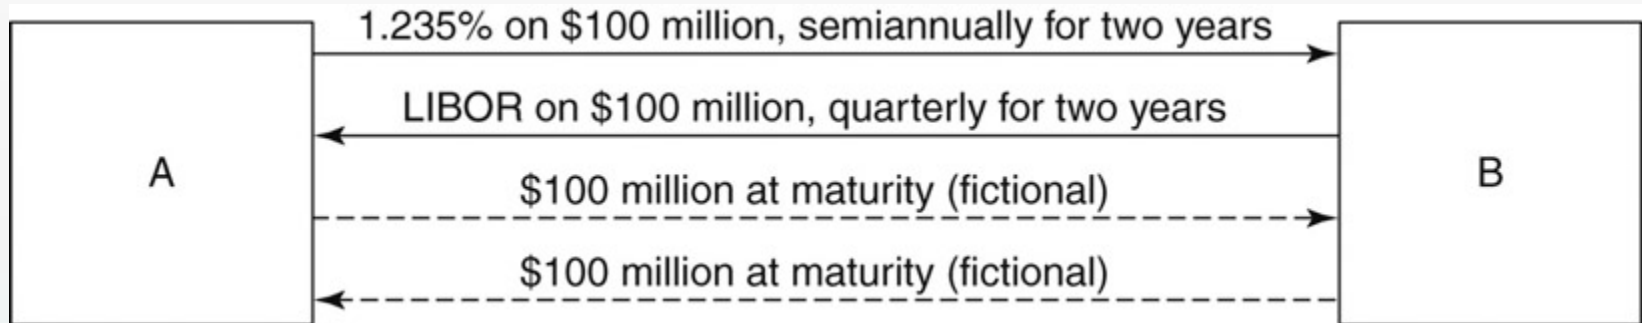 1.235% on $100 million, semiannually for two years
LIBOR on $100 million, quarterly for two years
A
B
$100 million at maturity (fictional)
$100 million at maturity (fictional)